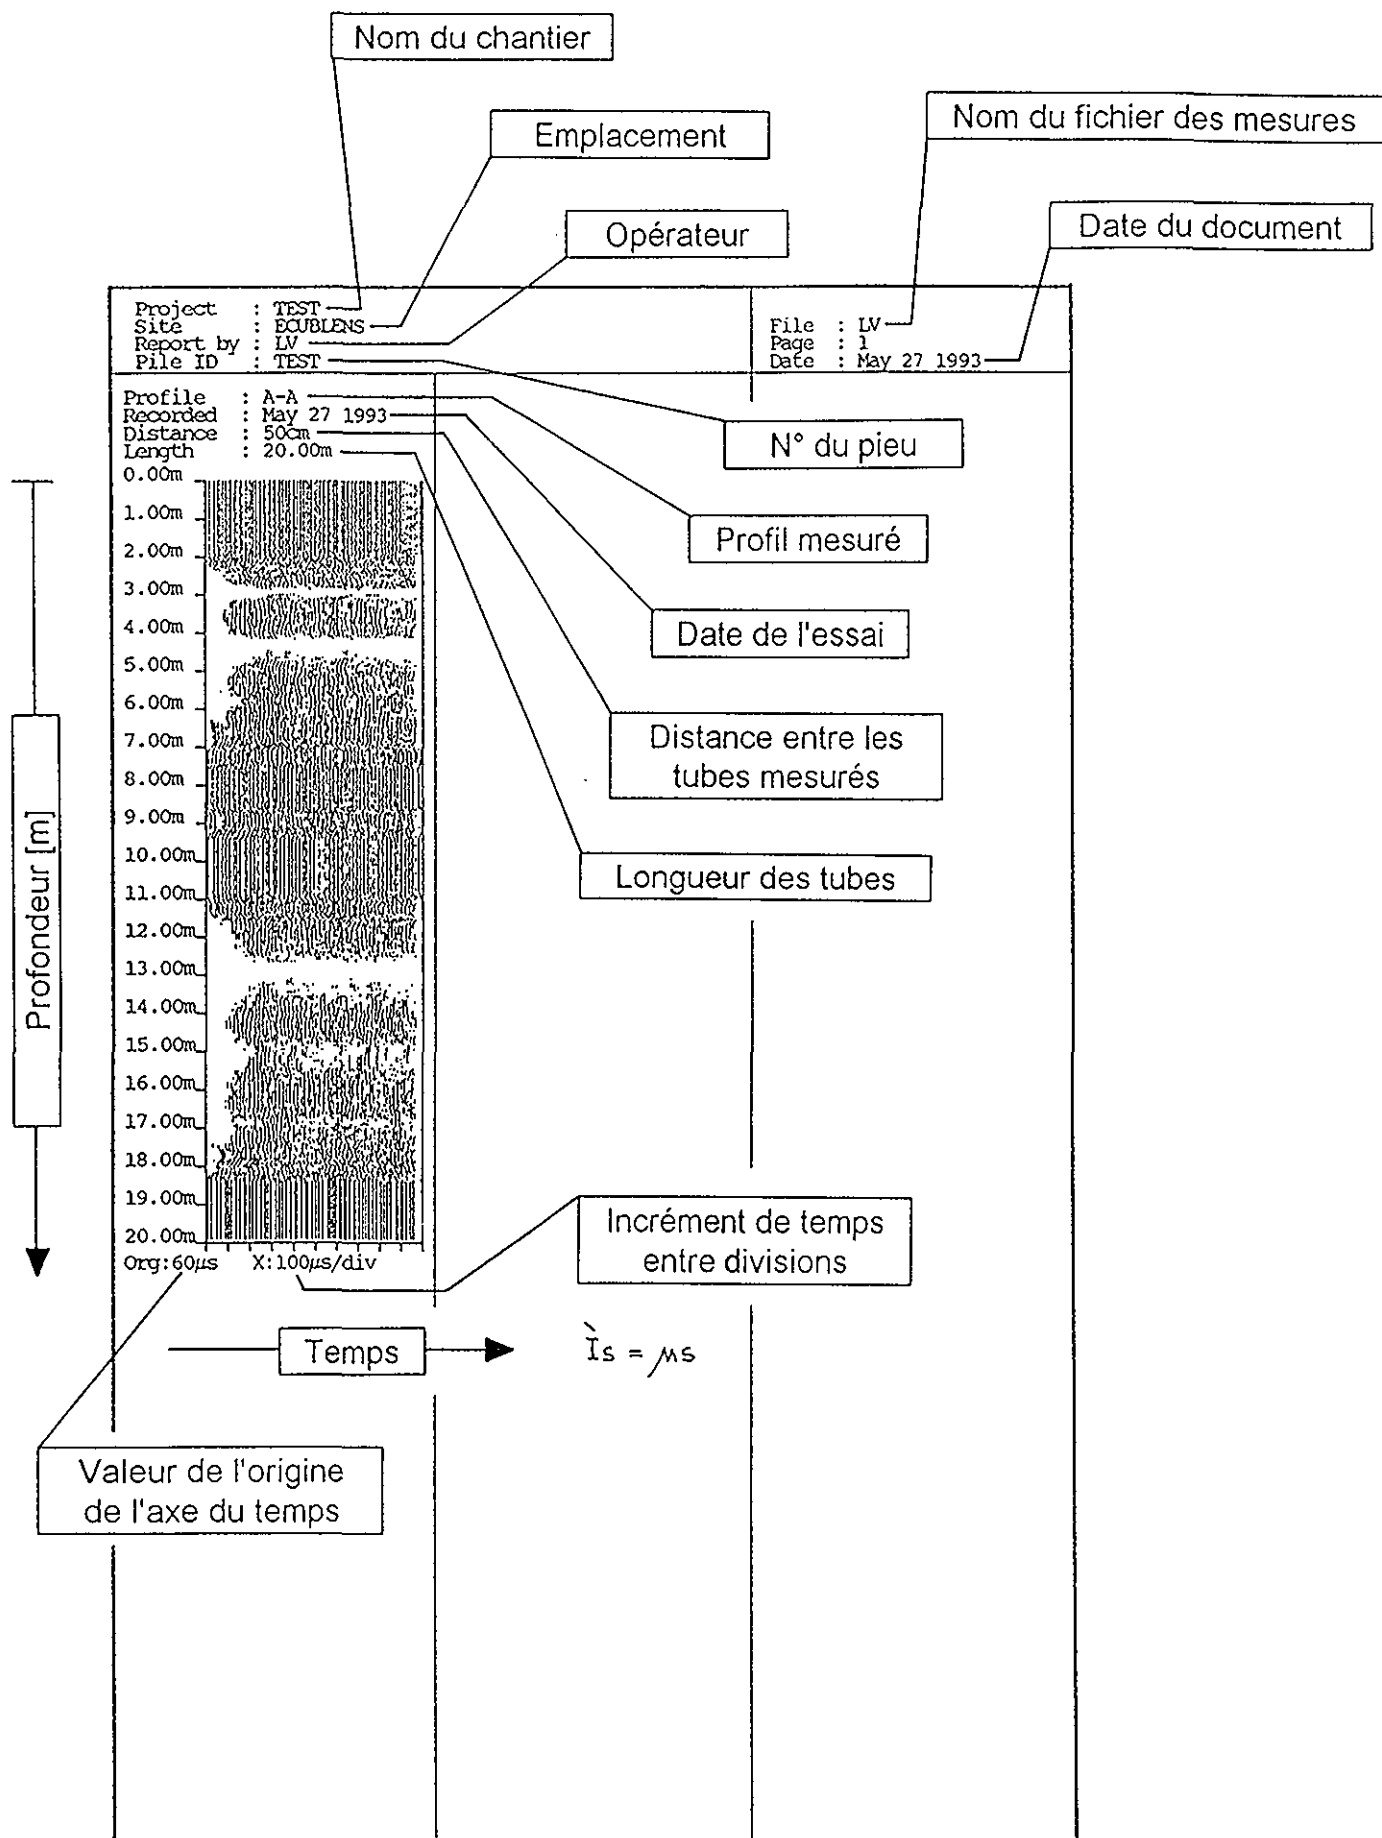 Nom du chantier
Emplacement
Nom du fichier des mesures
Opérateur
Date du document
Project : TEST
Site : ECUBLENS
Report by : LV
Pile ID : TEST
File : LV
Page : 1
Date : May 27 1993
Profile : A-A
Recorded : May 27 1993
Distance : 50cm
Length : 20.00m
N° du pieu
Profil mesuré
Date de l'essai
Distance entre les
tubes mesurés
Longueur des tubes
Profondeur [m]
0.00m
1.00m
2.00m
3.00m
4.00m
5.00m
6.00m
7.00m
8.00m
9.00m
10.00m
11.00m
12.00m
13.00m
14.00m
15.00m
16.00m
17.00m
18.00m
19.00m
20.00m
Org:60µs X:100µs/div
Incrément de temps
entre divisions
Temps
Ìs = µs
Valeur de l'origine
de l'axe du temps